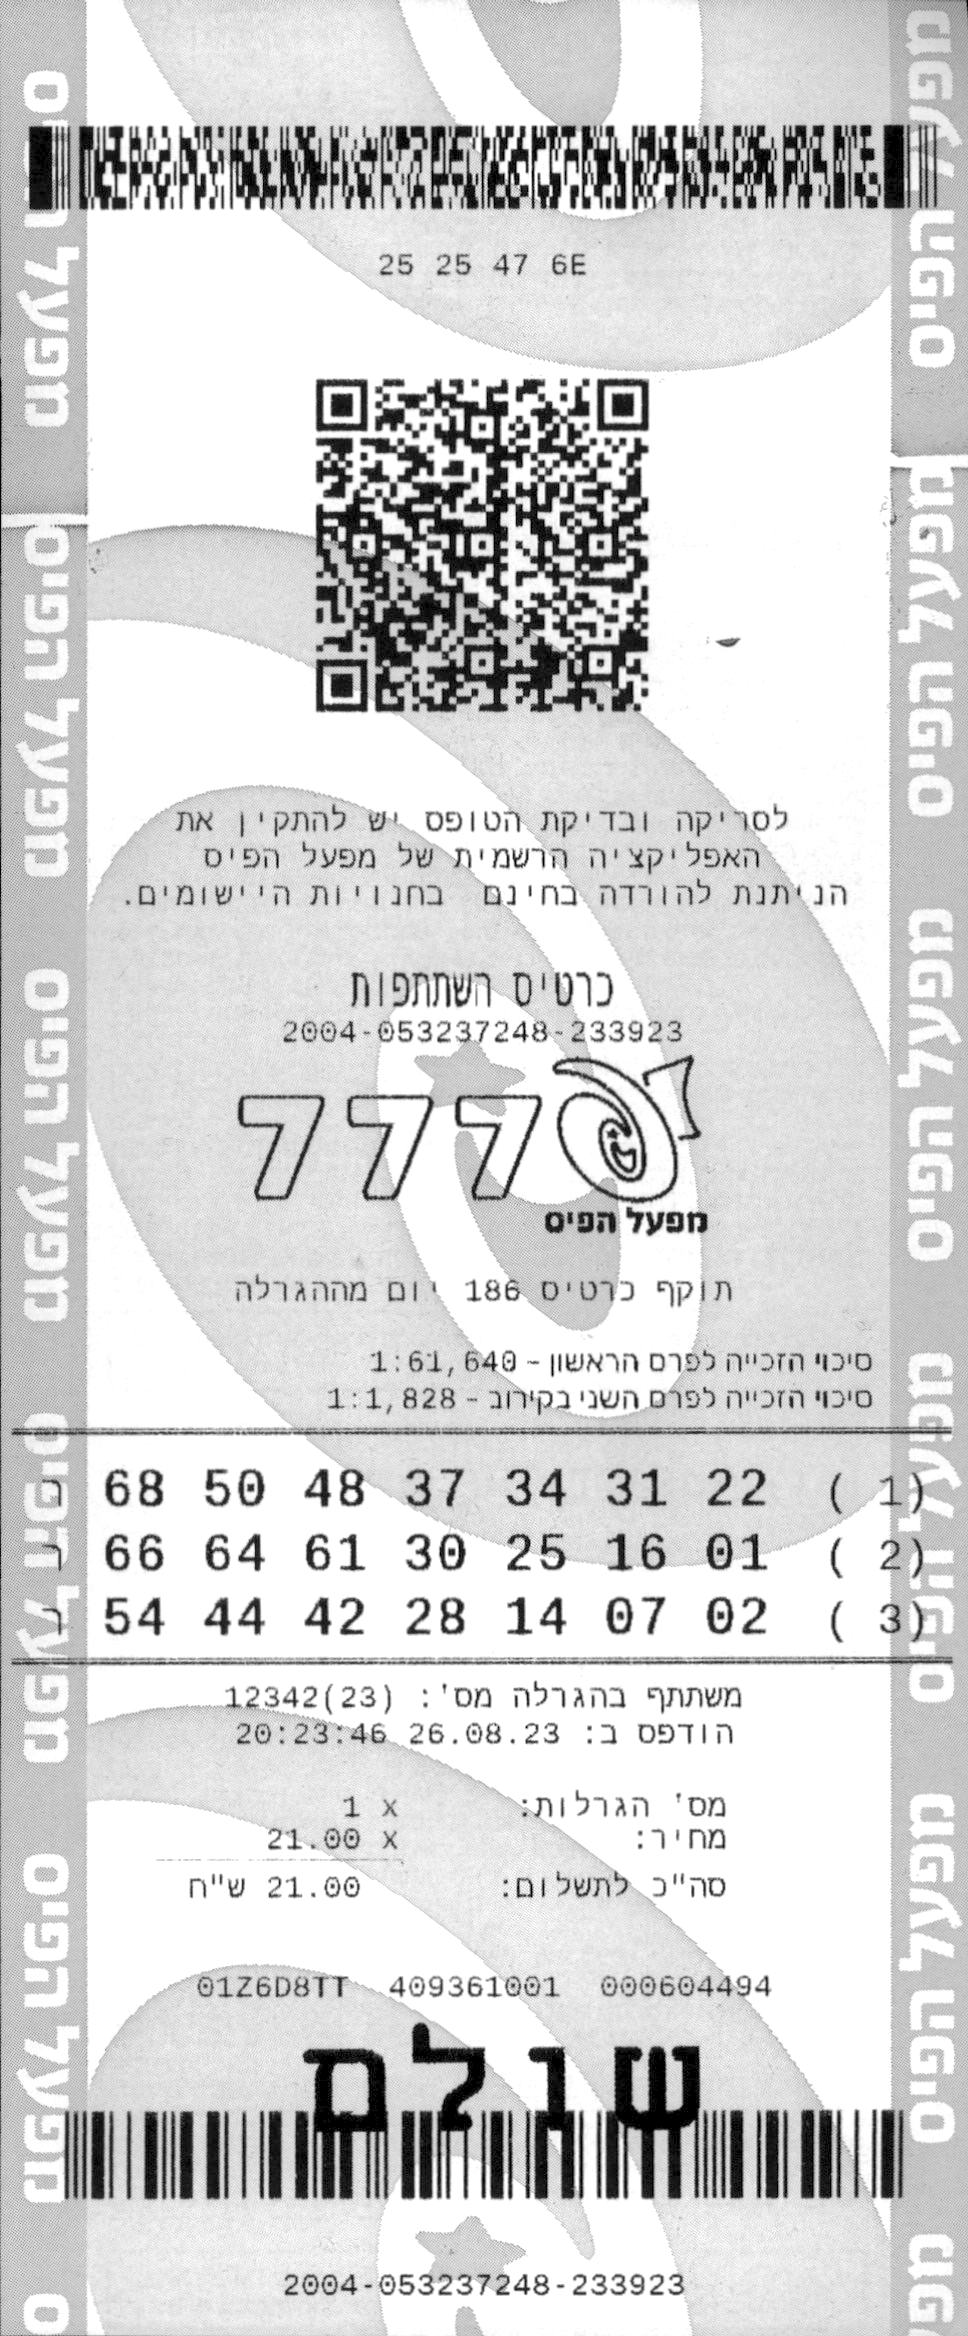 25 25 47 6E
לסריקה ובדיקת הטופס יש להתקין את
האפליקציה הרשמית של מפעל הפיס
הניתנת להורדה בחינם בחנויות היישומים.
כרטיס השתתפות
2004-053237248-233923
777
מפעל הפיס
תוקף כרטיס 186 יום מההגרלה
סיכוי הזכייה לפרס הראשון - 1:61,640
סיכוי הזכייה לפרס השני בקירוב - 1:1,828
( 1) 22 31 34 37 48 50 68
( 2) 01 16 25 30 61 64 66
( 3) 02 07 14 28 42 44 54
משתתף בהגרלה מס': 12342(23)
הודפס ב: 26.08.23 20:23:46
מס' הגרלות: x 1
מחיר: x 21.00
סה"כ לתשלום: 21.00 ש"ח
01Z6D8TT 409361001 000604494
שולם
2004-053237248-233923
מפעל הפיס מפעל הפיס מפעל הפיס מפעל הפיס מפעל הפיס
מפעל הפיס מפעל הפיס מפעל הפיס מפעל הפיס מפעל הפיס